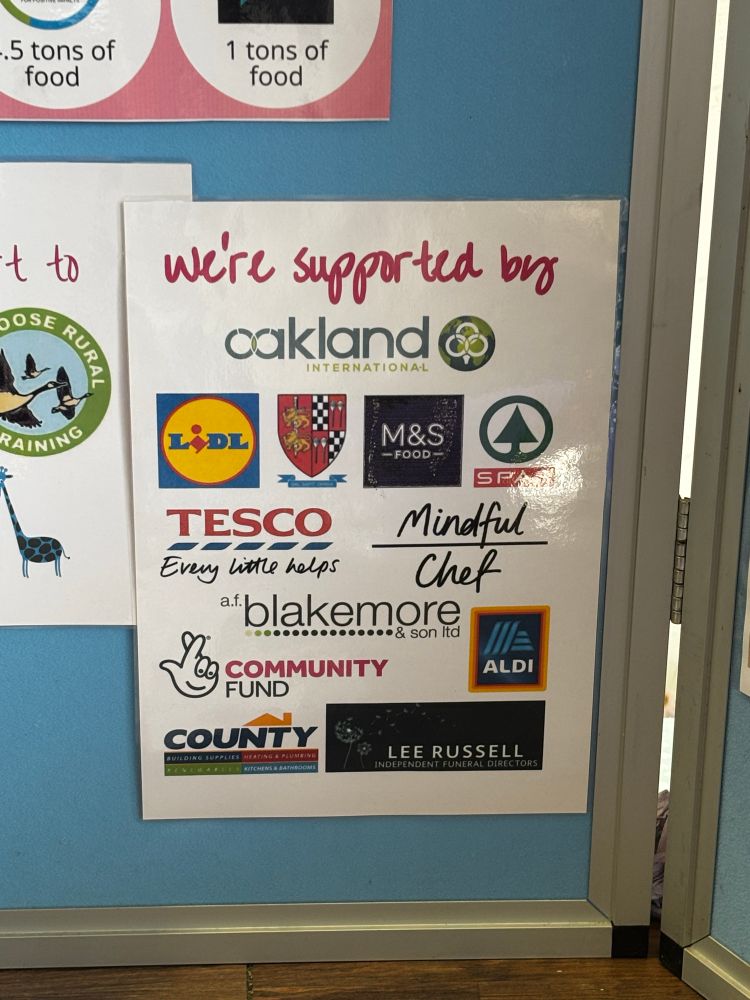 .5 tons of
food
1 tons of
food
rt to
OOSE RURAL
RAINING
we're supported by
oakland
INTERNATIONAL
LIDL
M&S
FOOD
SPAR
TESCO
Every little helps
Mindful
Chef
a.f. blakemore
& son ltd
ALDI
COMMUNITY
FUND
COUNTY
BUILDING SUPPLIES HEATING & PLUMBING
RENEWABLES KITCHENS & BATHROOMS
LEE RUSSELL
INDEPENDENT FUNERAL DIRECTORS